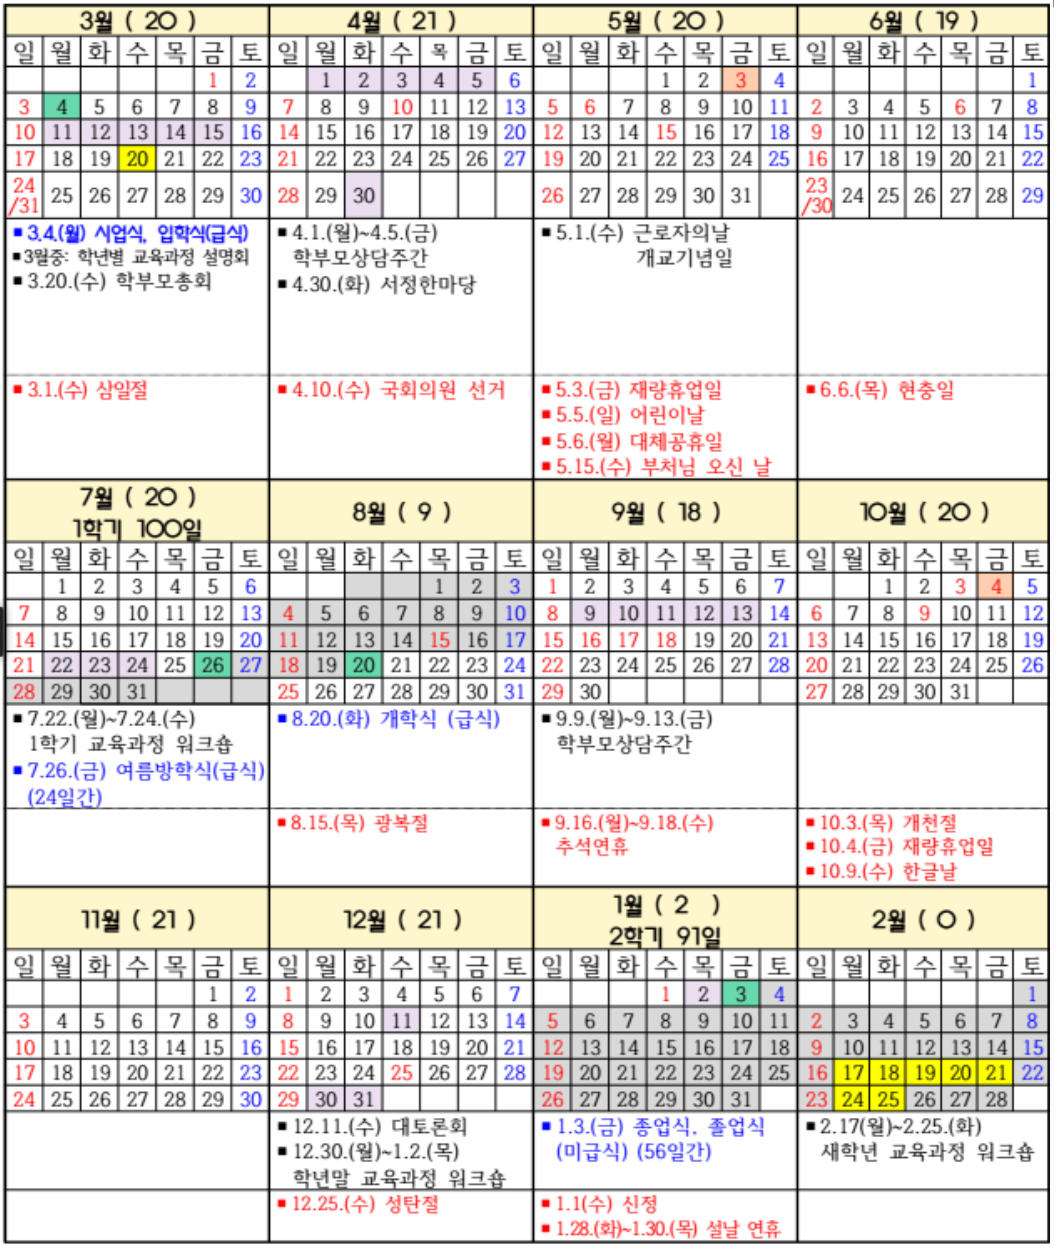 3월 ( 20 )
일 월 화 수 목 금 토
1 2
3 4 5 6 7 8 9
10 11 12 13 14 15 16
17 18 19 20 21 22 23
24/31 25 26 27 28 29 30
■ 3.4.(월) 시업식, 입학식(급식)
■ 3월중: 학년별 교육과정 설명회
■ 3.20.(수) 학부모총회
■ 3.1.(수) 삼일절
4월 ( 21 )
일 월 화 수 목 금 토
1 2 3 4 5 6
7 8 9 10 11 12 13
14 15 16 17 18 19 20
21 22 23 24 25 26 27
28 29 30
■ 4.1.(월)~4.5.(금)
학부모상담주간
■ 4.30.(화) 서정한마당
■ 4.10.(수) 국회의원 선거
5월 ( 20 )
일 월 화 수 목 금 토
1 2 3 4
5 6 7 8 9 10 11
12 13 14 15 16 17 18
19 20 21 22 23 24 25
26 27 28 29 30 31
■ 5.1.(수) 근로자의날
개교기념일
■ 5.3.(금) 재량휴업일
■ 5.5.(일) 어린이날
■ 5.6.(월) 대체공휴일
■ 5.15.(수) 부처님 오신 날
6월 ( 19 )
일 월 화 수 목 금 토
1
2 3 4 5 6 7 8
9 10 11 12 13 14 15
16 17 18 19 20 21 22
23/30 24 25 26 27 28 29
■ 6.6.(목) 현충일
7월 ( 20 )
1학기 100일
일 월 화 수 목 금 토
1 2 3 4 5 6
7 8 9 10 11 12 13
14 15 16 17 18 19 20
21 22 23 24 25 26 27
28 29 30 31
■ 7.22.(월)~7.24.(수)
1학기 교육과정 워크숍
■ 7.26.(금) 여름방학식(급식)
(24일간)
8월 ( 9 )
일 월 화 수 목 금 토
1 2 3
4 5 6 7 8 9 10
11 12 13 14 15 16 17
18 19 20 21 22 23 24
25 26 27 28 29 30 31
■ 8.20.(화) 개학식 (급식)
■ 8.15.(목) 광복절
9월 ( 18 )
일 월 화 수 목 금 토
1 2 3 4 5 6 7
8 9 10 11 12 13 14
15 16 17 18 19 20 21
22 23 24 25 26 27 28
29 30
■ 9.9.(월)~9.13.(금)
학부모상담주간
■ 9.16.(월)~9.18.(수)
추석연휴
10월 ( 20 )
일 월 화 수 목 금 토
1 2 3 4 5
6 7 8 9 10 11 12
13 14 15 16 17 18 19
20 21 22 23 24 25 26
27 28 29 30 31
■ 10.3.(목) 개천절
■ 10.4.(금) 재량휴업일
■ 10.9.(수) 한글날
11월 ( 21 )
일 월 화 수 목 금 토
1 2
3 4 5 6 7 8 9
10 11 12 13 14 15 16
17 18 19 20 21 22 23
24 25 26 27 28 29 30
12월 ( 21 )
일 월 화 수 목 금 토
1 2 3 4 5 6 7
8 9 10 11 12 13 14
15 16 17 18 19 20 21
22 23 24 25 26 27 28
29 30 31
■ 12.11.(수) 대토론회
■ 12.30.(월)~1.2.(목)
학년말 교육과정 워크숍
■ 12.25.(수) 성탄절
1월 ( 2 )
2학기 91일
일 월 화 수 목 금 토
1 2 3 4
5 6 7 8 9 10 11
12 13 14 15 16 17 18
19 20 21 22 23 24 25
26 27 28 29 30 31
■ 1.3.(금) 종업식. 졸업식
(미급식) (56일간)
■ 1.1(수) 신정
■ 1.28.(화)~1.30.(목) 설날 연휴
2월 ( 0 )
일 월 화 수 목 금 토
1
2 3 4 5 6 7 8
9 10 11 12 13 14 15
16 17 18 19 20 21 22
23 24 25 26 27 28
■ 2.17(월)~2.25.(화)
새학년 교육과정 워크숍